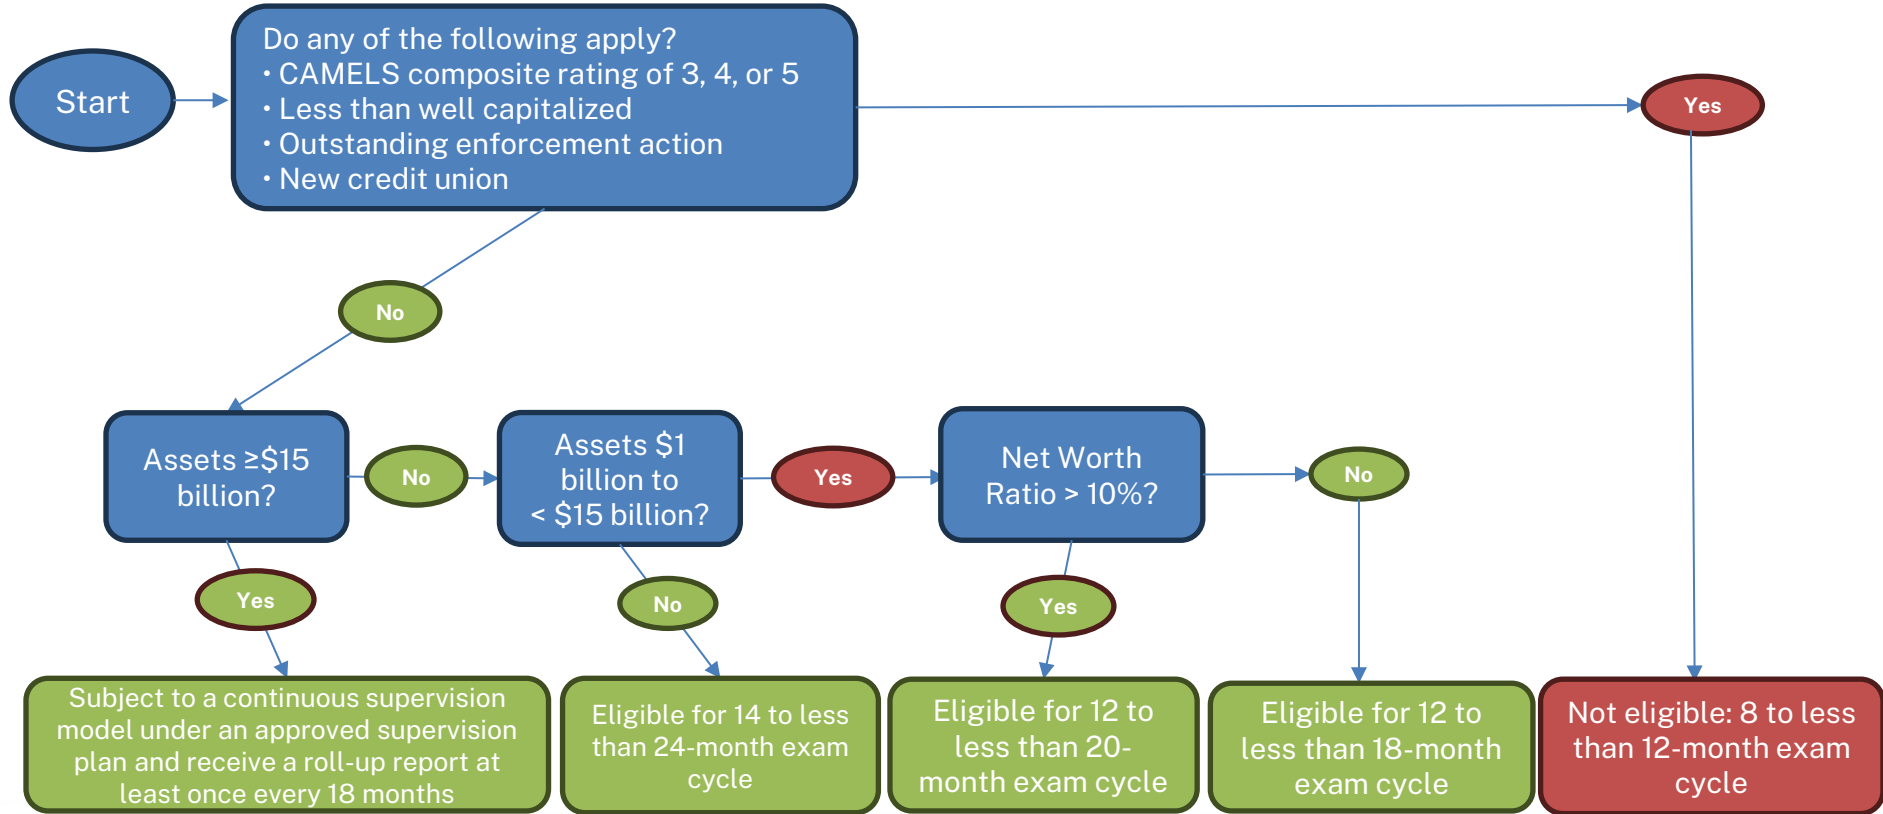 Start
Do any of the following apply?
• CAMELS composite rating of 3, 4, or 5
• Less than well capitalized
• Outstanding enforcement action
• New credit union
Yes
No
Assets ≥$15
billion?
No
Assets $1
billion to
< $15 billion?
Yes
Net Worth
Ratio > 10%?
No
Yes
No
Yes
Subject to a continuous supervision
model under an approved supervision
plan and receive a roll-up report at
least once every 18 months
Eligible for 14 to less
than 24-month exam
cycle
Eligible for 12 to
less than 20-
month exam cycle
Eligible for 12 to
less than 18-month
exam cycle
Not eligible: 8 to less
than 12-month exam
cycle